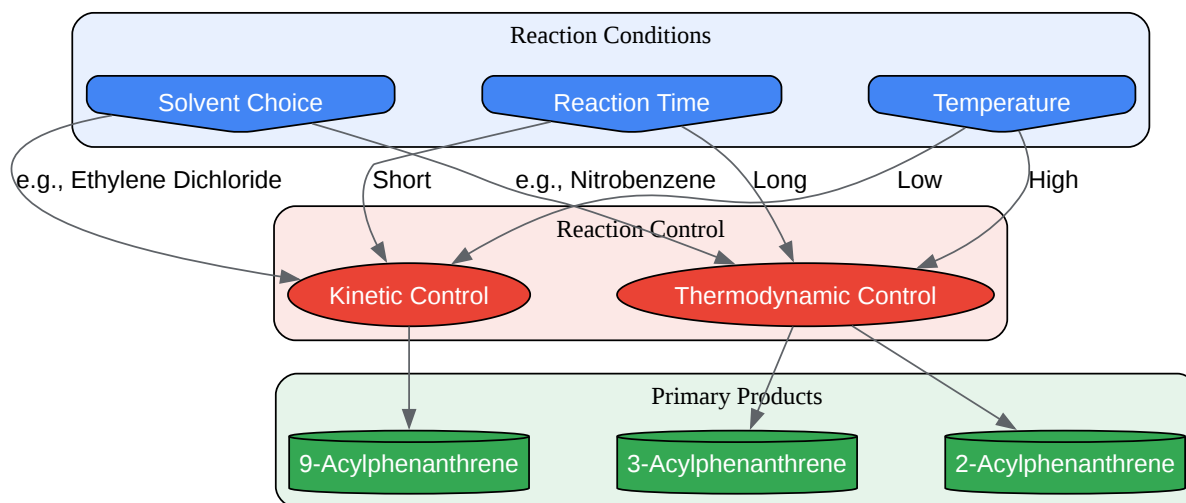 Reaction Conditions
Solvent Choice
Reaction Time
Temperature
e.g., Ethylene Dichloride
Short
e.g., Nitrobenzene
Long
Low
High
Reaction Control
Kinetic Control
Thermodynamic Control
Primary Products
9-Acylphenanthrene
3-Acylphenanthrene
2-Acylphenanthrene